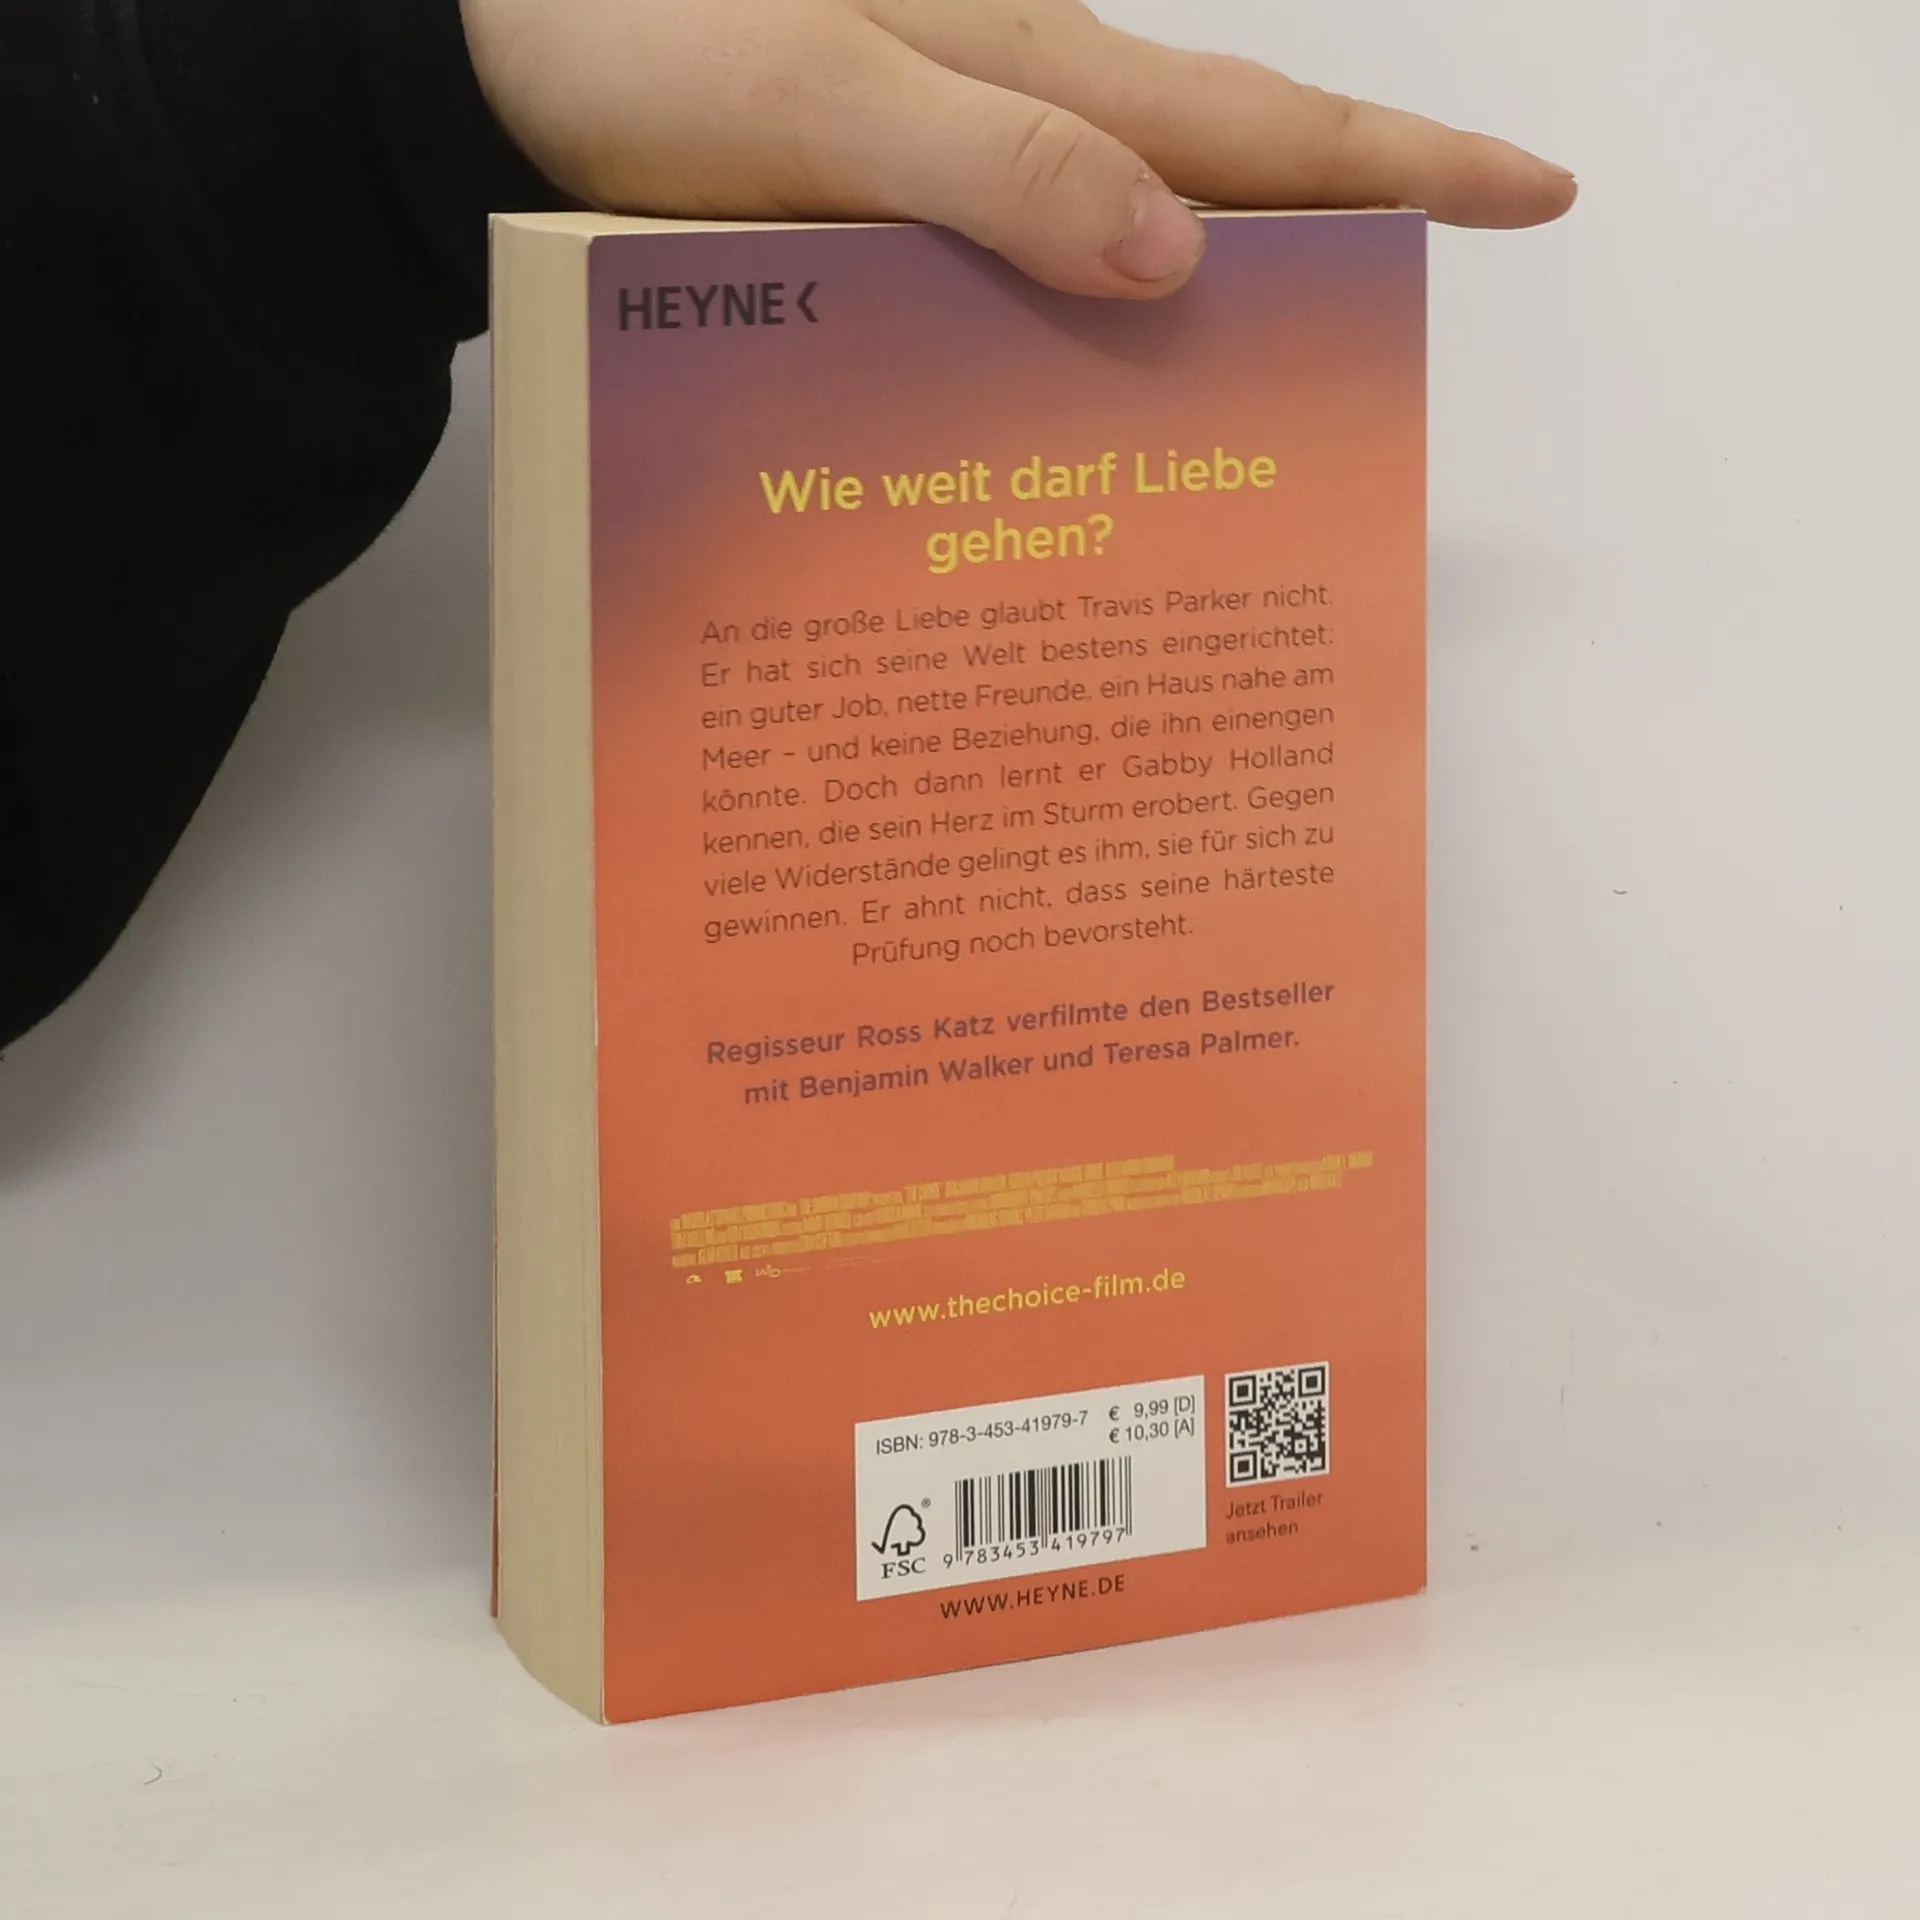 HEYNE<
Wie weit darf Liebe
gehen?
An die große Liebe glaubt Travis Parker nicht.
Er hat sich seine Welt bestens eingerichtet:
ein guter Job, nette Freunde, ein Haus nahe am
Meer – und keine Beziehung, die ihn einengen
könnte. Doch dann lernt er Gabby Holland
kennen, die sein Herz im Sturm erobert. Gegen
viele Widerstände gelingt es ihm, sie für sich zu
gewinnen. Er ahnt nicht, dass seine härteste
Prüfung noch bevorsteht.
Regisseur Ross Katz verfilmte den Bestseller
mit Benjamin Walker und Teresa Palmer.
www.thechoice-film.de
ISBN: 978-3-453-41979-7
€ 9,99 [D]
€ 10,30 [A]
FSC®
9 783453 419797
Jetzt Trailer
ansehen
WWW.HEYNE.DE